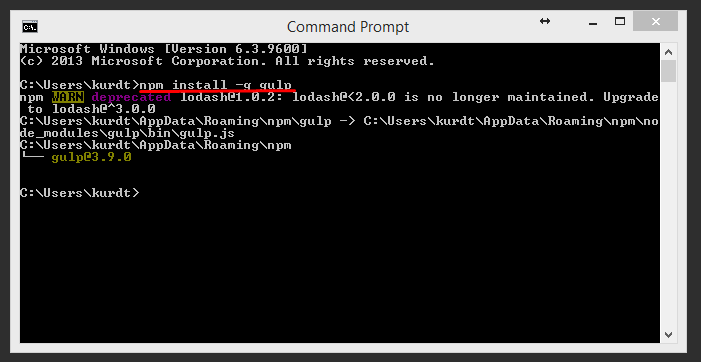 Command Prompt
Microsoft Windows [Version 6.3.9600]
(c) 2013 Microsoft Corporation. All rights reserved.
C:\Users\kurdt>npm install -g gulp
npm WARN deprecated lodash@1.0.2: lodash@<2.0.0 is no longer maintained. Upgrade
to lodash@^3.0.0
C:\Users\kurdt\AppData\Roaming\npm\gulp -> C:\Users\kurdt\AppData\Roaming\npm\no
de_modules\gulp\bin\gulp.js
C:\Users\kurdt\AppData\Roaming\npm
└── gulp@3.9.0
C:\Users\kurdt>